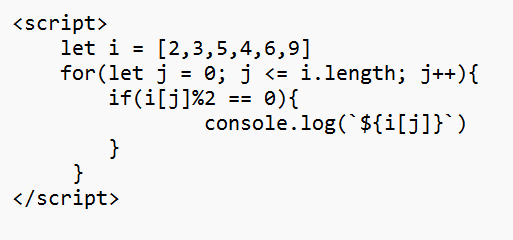 <script>
let i = [2,3,5,4,6,9]
for(let j = 0; j <= i.length; j++){
if(i[j]%2 == 0){
console.log(`${i[j]}`)
}
}
</script>